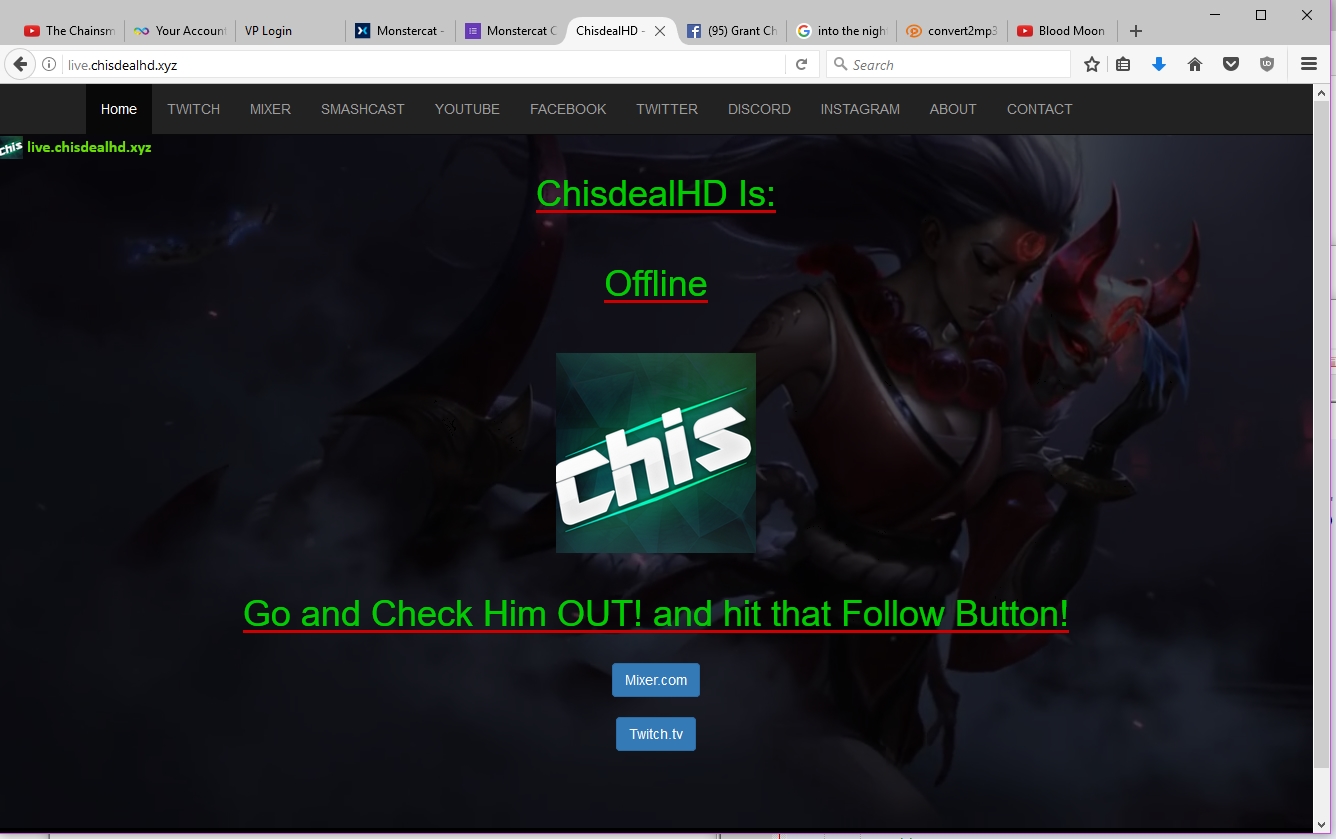 The Chainsm
Your Accoun
VP Login
Monstercat -
Monstercat C
ChisdealHD -
(95) Grant Ch
into the nigh
convert2mp3
Blood Moon
live.chisdealhd.xyz
Search
Home
TWITCH
MIXER
SMASHCAST
YOUTUBE
FACEBOOK
TWITTER
DISCORD
INSTAGRAM
ABOUT
CONTACT
chis
live.chisdealhd.xyz
ChisdealHD Is:
Offline
chis
Go and Check Him OUT! and hit that Follow Button!
Mixer.com
Twitch.tv